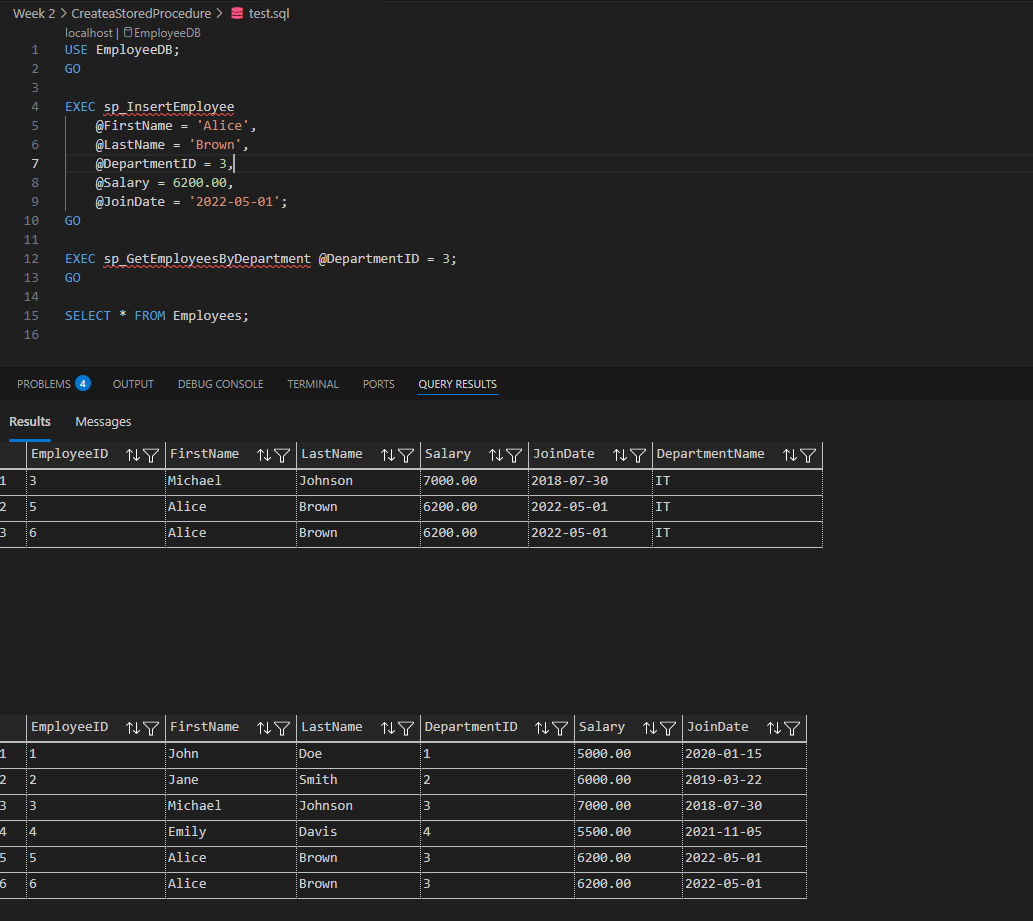 Week 2 > CreateaStoredProcedure > test.sql
localhost | EmployeeDB
1 USE EmployeeDB;
2 GO
3
4 EXEC sp_InsertEmployee
5 @FirstName = 'Alice',
6 @LastName = 'Brown',
7 @DepartmentID = 3,
8 @Salary = 6200.00,
9 @JoinDate = '2022-05-01';
10 GO
11
12 EXEC sp_GetEmployeesByDepartment @DepartmentID = 3;
13 GO
14
15 SELECT * FROM Employees;
16
PROBLEMS 4 OUTPUT DEBUG CONSOLE TERMINAL PORTS QUERY RESULTS
Results Messages
EmployeeID FirstName LastName Salary JoinDate DepartmentName
1 3 Michael Johnson 7000.00 2018-07-30 IT
2 5 Alice Brown 6200.00 2022-05-01 IT
3 6 Alice Brown 6200.00 2022-05-01 IT
EmployeeID FirstName LastName DepartmentID Salary JoinDate
1 1 John Doe 1 5000.00 2020-01-15
2 2 Jane Smith 2 6000.00 2019-03-22
3 3 Michael Johnson 3 7000.00 2018-07-30
4 4 Emily Davis 4 5500.00 2021-11-05
5 5 Alice Brown 3 6200.00 2022-05-01
6 6 Alice Brown 3 6200.00 2022-05-01